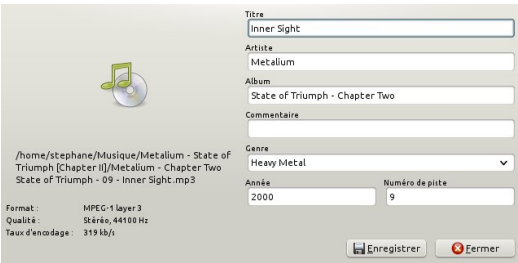 /home/stephane/Musique/Metalium - State of
Triumph [Chapter II]/Metalium - Chapter Two
State of Triumph - 09 - Inner Sight.mp3
Format : MPEG-1 layer 3
Qualité : Stéréo, 44100 Hz
Taux d'encodage : 319 kb/s
Titre
Inner Sight
Artiste
Metalium
Album
State of Triumph - Chapter Two
Commentaire
Genre
Heavy Metal
Année Numéro de piste
2000 9
Enregistrer Fermer